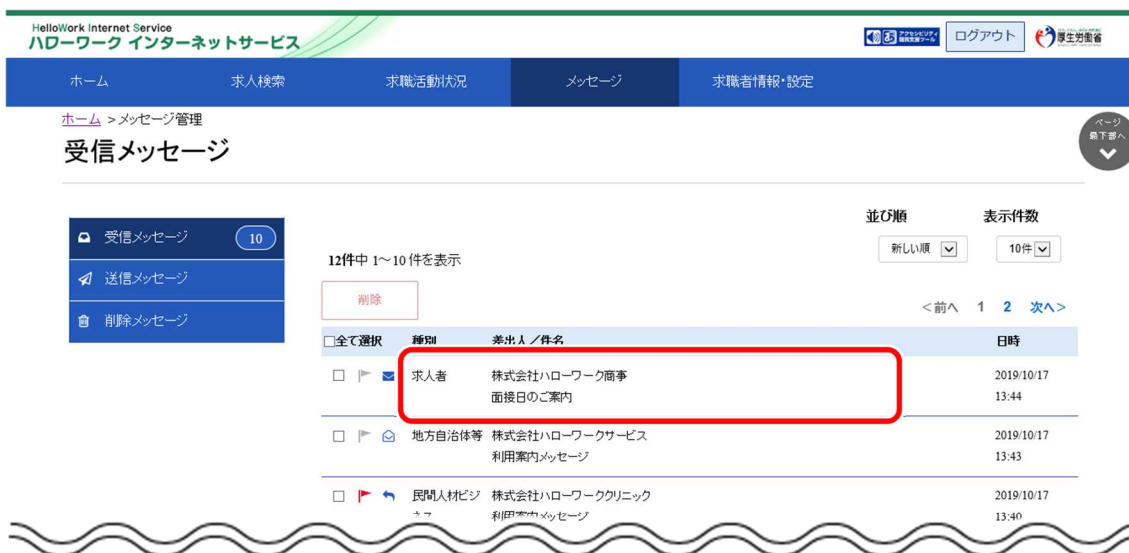 HelloWork Internet Service
ハローワーク インターネットサービス
ログアウト
厚生労働省
ホーム 求人検索 求職活動状況 メッセージ 求職者情報・設定
ホーム >メッセージ管理
ページ
最下部へ
受信メッセージ
並び順 表示件数
受信メッセージ 10
新しい順 10件
12件中 1～10 件を表示
送信メッセージ
削除
<前へ 1 2 次へ>
削除メッセージ
全て選択 種別 差出人/件名 日時
求人者 株式会社ハローワーク商事 2019/10/17
面接日のご案内 13:44
地方自治体等 株式会社ハローワークサービス 2019/10/17
利用案内メッセージ 13:43
民間人材ビジ 株式会社ハローワーククリニック 2019/10/17
ネス 利用案内メッセージ 13:40